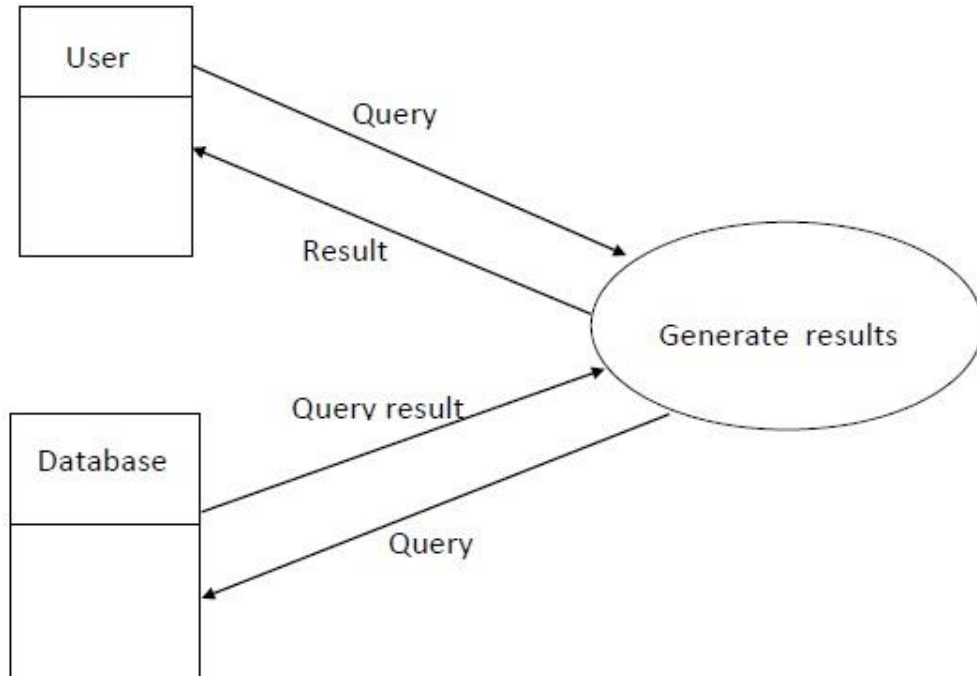 User
Query
Result
Generate results
Query result
Database
Query